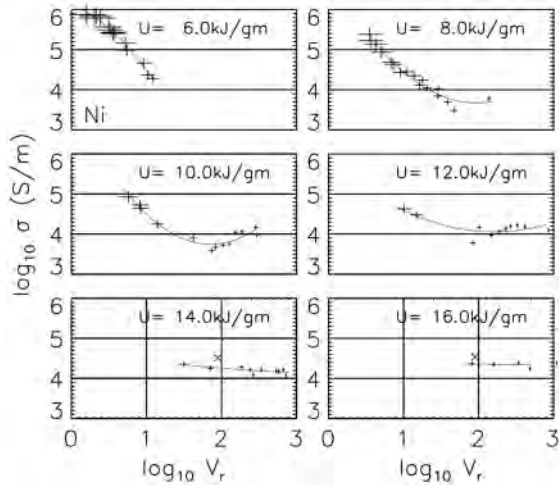 U= 6.0kJ/gm
6
5
4
3
Ni
U= 8.0kJ/gm
6
5
4
3
U= 10.0kJ/gm
6
5
4
3
U= 12.0kJ/gm
6
5
4
3
U= 14.0kJ/gm
6
5
4
3
U= 16.0kJ/gm
6
5
4
3
0 1 2 3
0 1 2 3
log10 σ (S/m)
log10 Vr
log10 Vr